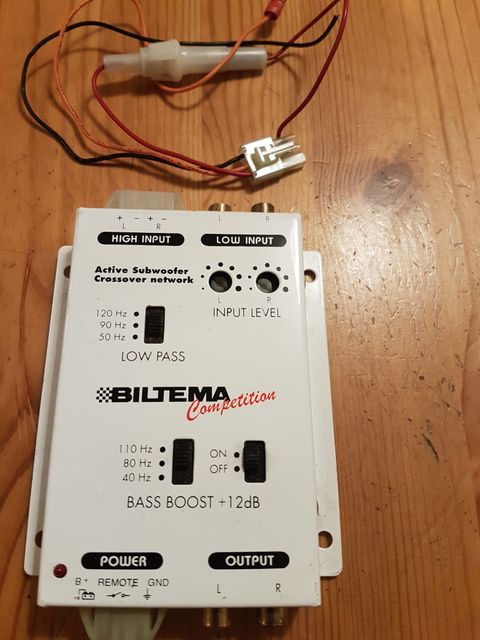 + - + -
L R
L R
HIGH INPUT
LOW INPUT
Active Subwoofer
Crossover network
L R
INPUT LEVEL
120 Hz
90 Hz
50 Hz
LOW PASS
BILTEMA
Competition
110 Hz
80 Hz
40 Hz
ON
OFF
BASS BOOST +12dB
POWER
OUTPUT
B+ REMOTE GND
L R